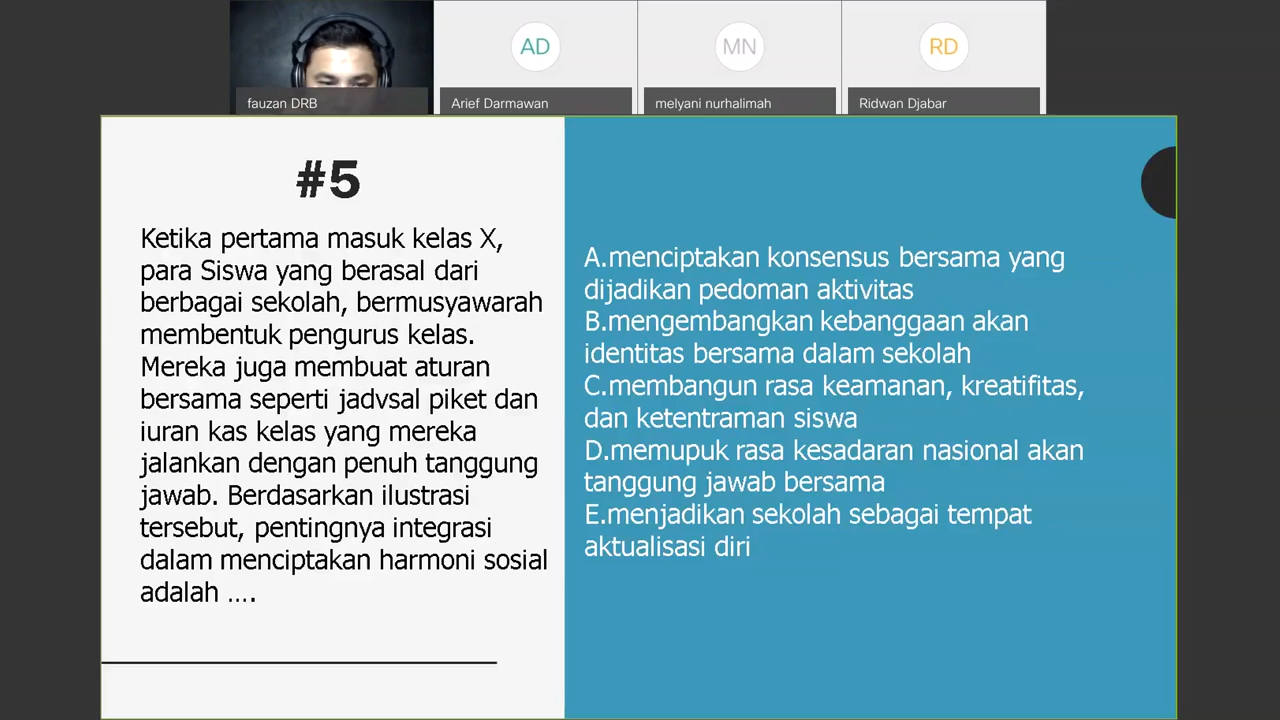 AD
MN
RD
fauzan DRB
Arief Darmawan
melyani nurhalimah
Ridwan Djabar
#5
Ketika pertama masuk kelas X,
para Siswa yang berasal dari
berbagai sekolah, bermusyawarah
membentuk pengurus kelas.
Mereka juga membuat aturan
bersama seperti jadvsal piket dan
iuran kas kelas yang mereka
jalankan dengan penuh tanggung
jawab. Berdasarkan ilustrasi
tersebut, pentingnya integrasi
dalam menciptakan harmoni sosial
adalah ....
A.menciptakan konsensus bersama yang
dijadikan pedoman aktivitas
B.mengembangkan kebanggaan akan
identitas bersama dalam sekolah
C.membangun rasa keamanan, kreatifitas,
dan ketentraman siswa
D.memupuk rasa kesadaran nasional akan
tanggung jawab bersama
E.menjadikan sekolah sebagai tempat
aktualisasi diri